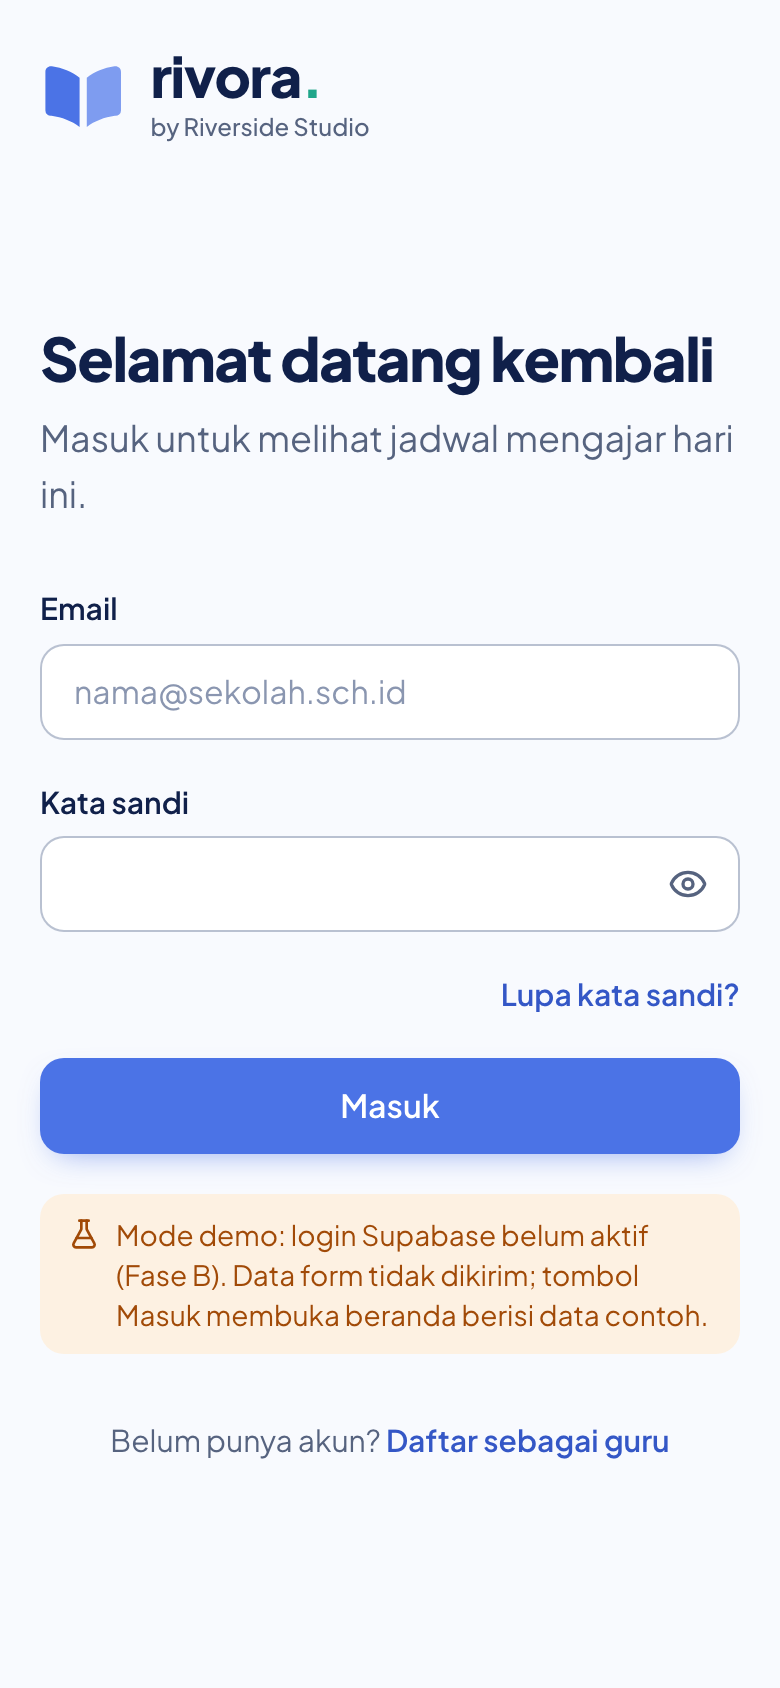 rivora.
by Riverside Studio
Selamat datang kembali
Masuk untuk melihat jadwal mengajar hari
ini.
Email
nama@sekolah.sch.id
Kata sandi
Lupa kata sandi?
Masuk
Mode demo: login Supabase belum aktif
(Fase B). Data form tidak dikirim; tombol
Masuk membuka beranda berisi data contoh.
Belum punya akun? Daftar sebagai guru